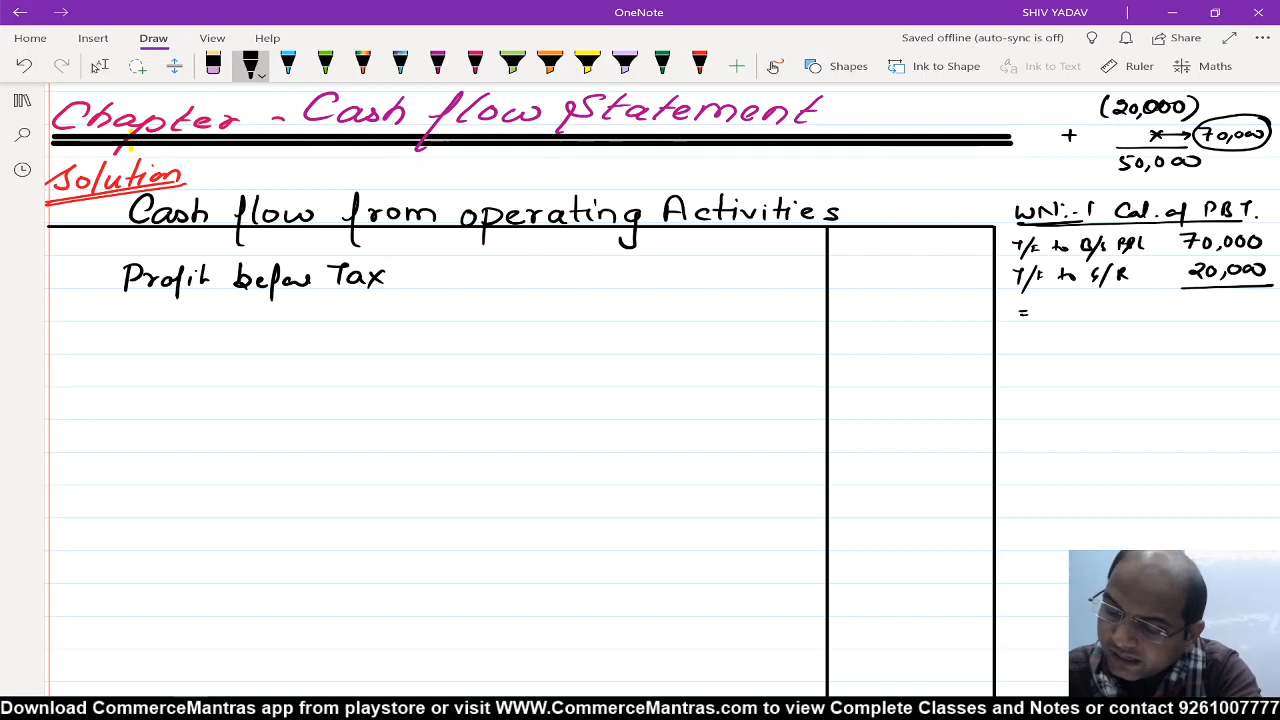 OneNote
SHIV YADAV
Home Insert Draw View Help
Saved offline (auto-sync is off)
Share
Shapes
Ink to Shape
Ink to Text
Ruler
Maths
Chapter - Cash flow Statement
(20,000)
+ x → 70,000
50,000
Solution
Cash flow from operating Activities
Profit before Tax
WN:-1 Cal. of PBT.
T/f to B/s P/L 70,000
T/f to G/R 20,000
=
Download CommerceMantras app from playstore or visit WWW.CommerceMantras.com to view Complete Classes and Notes or contact 9261007777